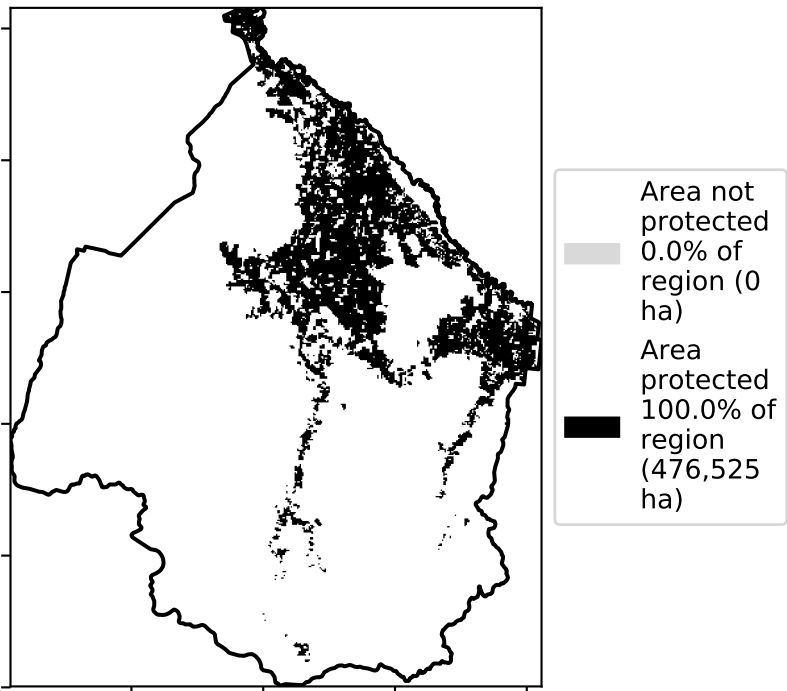 Area not
protected
0.0% of
region (0
ha)
Area
protected
100.0% of
region
(476,525
ha)